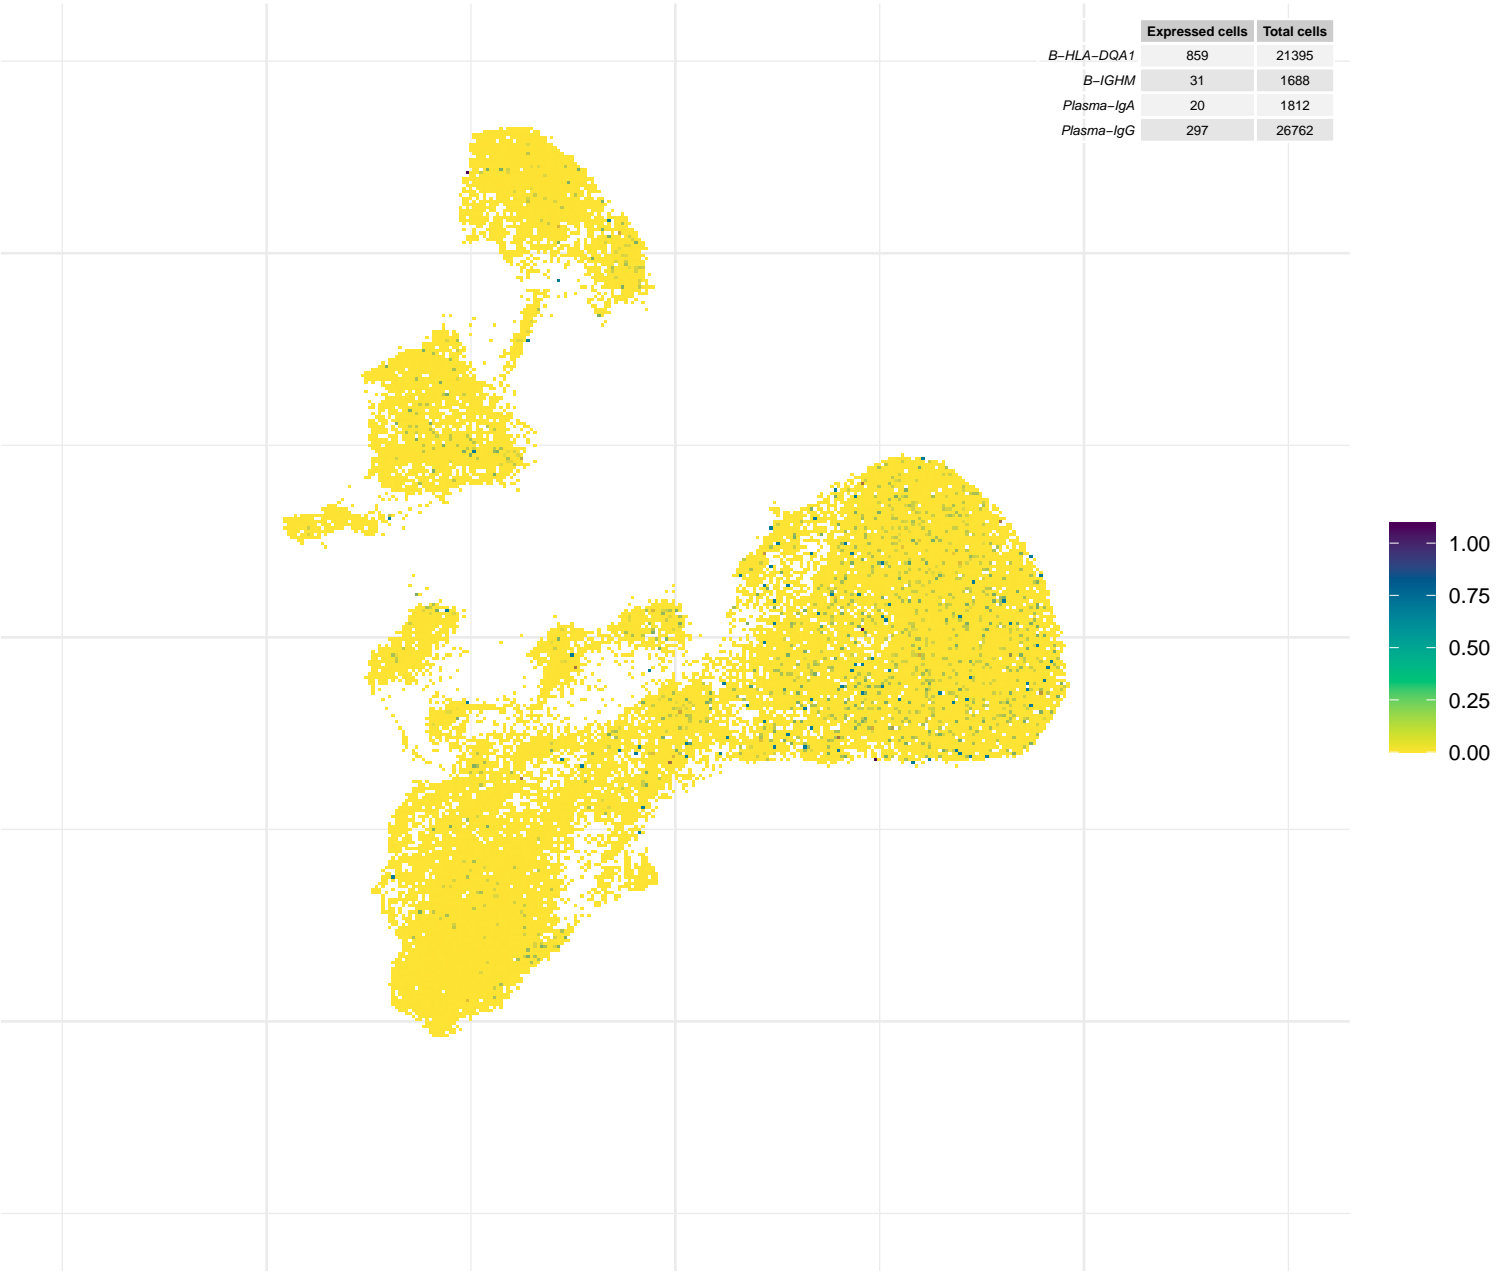 Expressed cells Total cells
B−HLA−DQA1 859 21395
B−IGHM 31 1688
Plasma−IgA 20 1812
Plasma−IgG 297 26762
1.00
0.75
0.50
0.25
0.00